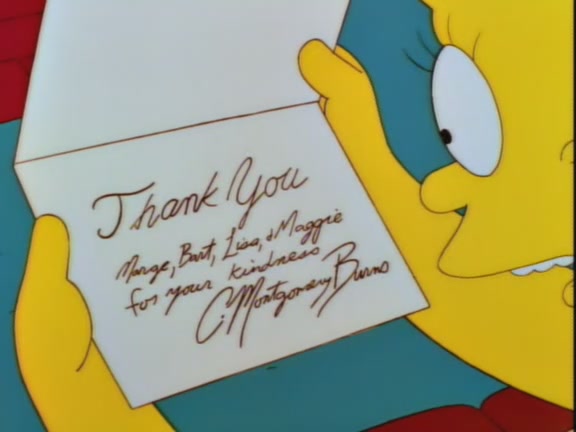 Thank You
Marge, Bart, Lisa, & Maggie
for your kindness
C. Montgomery Burns